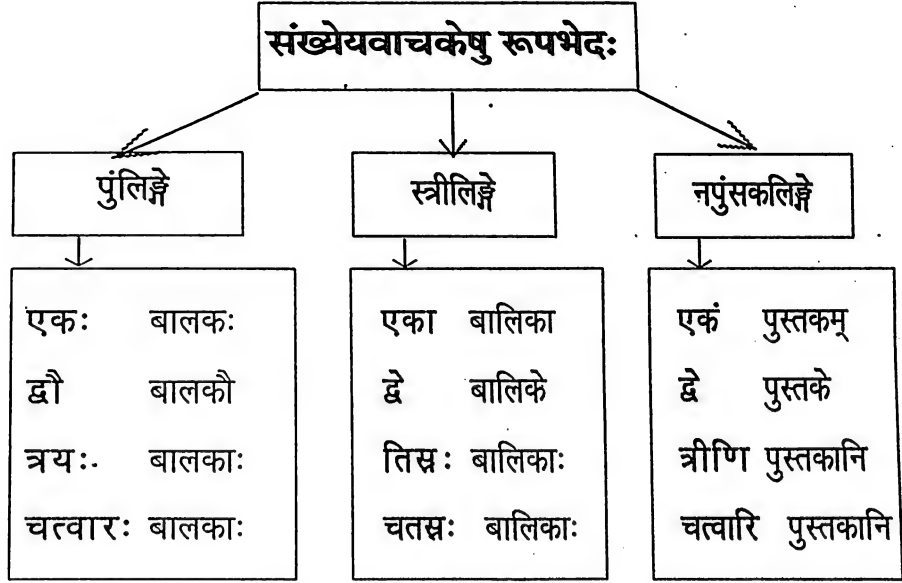 संख्येयवाचकेषु रूपभेदः
पुंलिङ्गे
स्त्रीलिङ्गे
नपुंसकलिङ्गे
एकः बालकः
द्वौ बालकौ
त्रयः बालकाः
चत्वारः बालकाः
एका बालिका
द्वे बालिके
तिस्रः बालिकाः
चतस्रः बालिकाः
एकं पुस्तकम्
द्वे पुस्तके
त्रीणि पुस्तकानि
चत्वारि पुस्तकानि